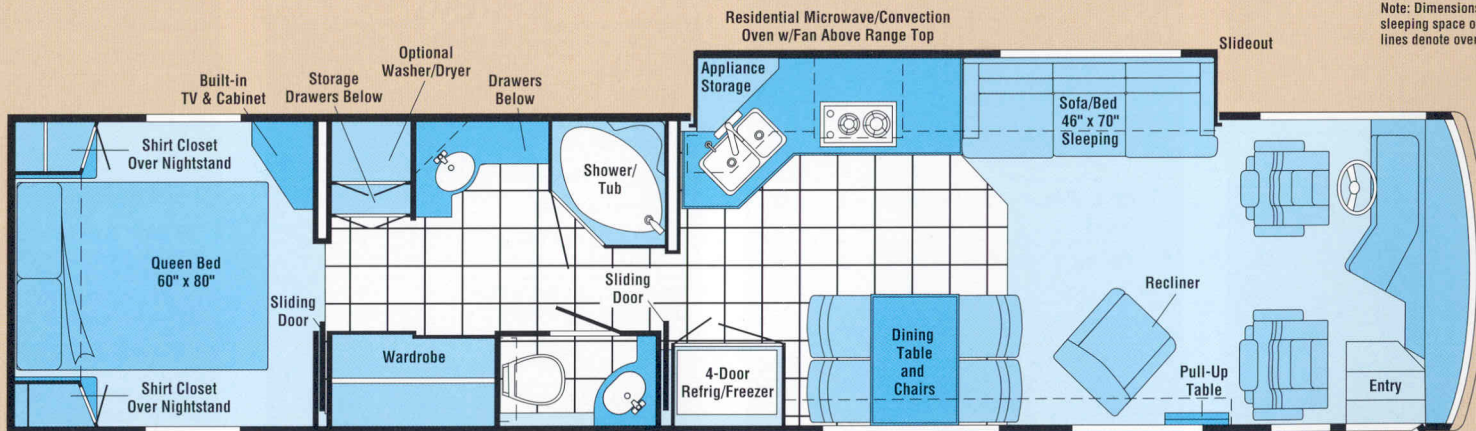 Residential Microwave/Convection
Oven w/Fan Above Range Top
Note: Dimensions
sleeping space o
lines denote over
Slideout
Optional
Washer/Dryer
Built-in
TV & Cabinet
Storage
Drawers Below
Drawers
Below
Appliance
Storage
Sofa/Bed
46" x 70"
Sleeping
Shirt Closet
Over Nightstand
Shower/
Tub
Queen Bed
60" x 80"
Sliding
Door
Sliding
Door
Recliner
Wardrobe
4-Door
Refrig/Freezer
Dining
Table
and
Chairs
Pull-Up
Table
Entry
Shirt Closet
Over Nightstand